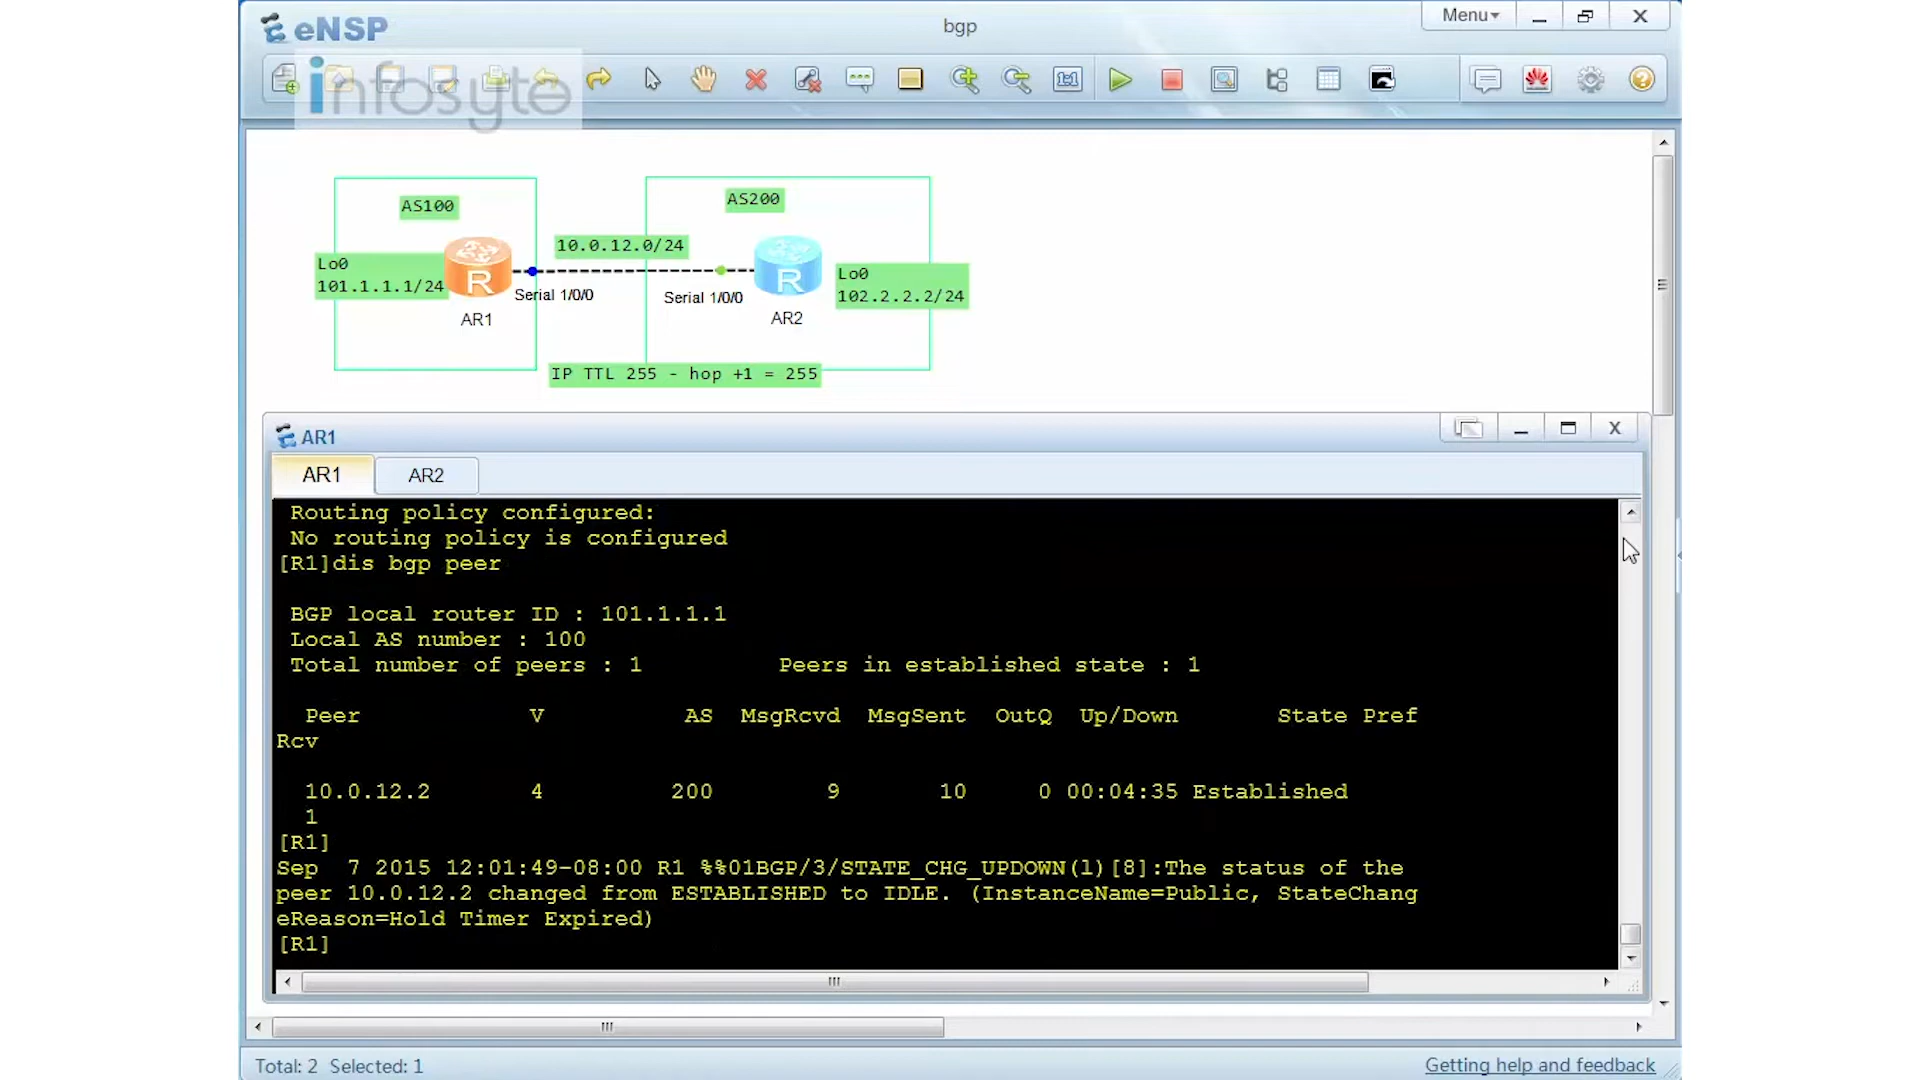 eNSP
bgp
Menu
infosyte
AS100
AS200
10.0.12.0/24
Lo0
101.1.1.1/24
Lo0
102.2.2.2/24
Serial 1/0/0
Serial 1/0/0
AR1
AR2
IP TTL 255 - hop +1 = 255
AR1
AR1
AR2
Routing policy configured:
No routing policy is configured
[R1]dis bgp peer
BGP local router ID : 101.1.1.1
Local AS number : 100
Total number of peers : 1 Peers in established state : 1
Peer V AS MsgRcvd MsgSent OutQ Up/Down State Pref
Rcv
10.0.12.2 4 200 9 10 0 00:04:35 Established
1
[R1]
Sep 7 2015 12:01:49-08:00 R1 %%01BGP/3/STATE_CHG_UPDOWN(l)[8]:The status of the
peer 10.0.12.2 changed from ESTABLISHED to IDLE. (InstanceName=Public, StateChang
eReason=Hold Timer Expired)
[R1]
Total: 2 Selected: 1
Getting help and feedback